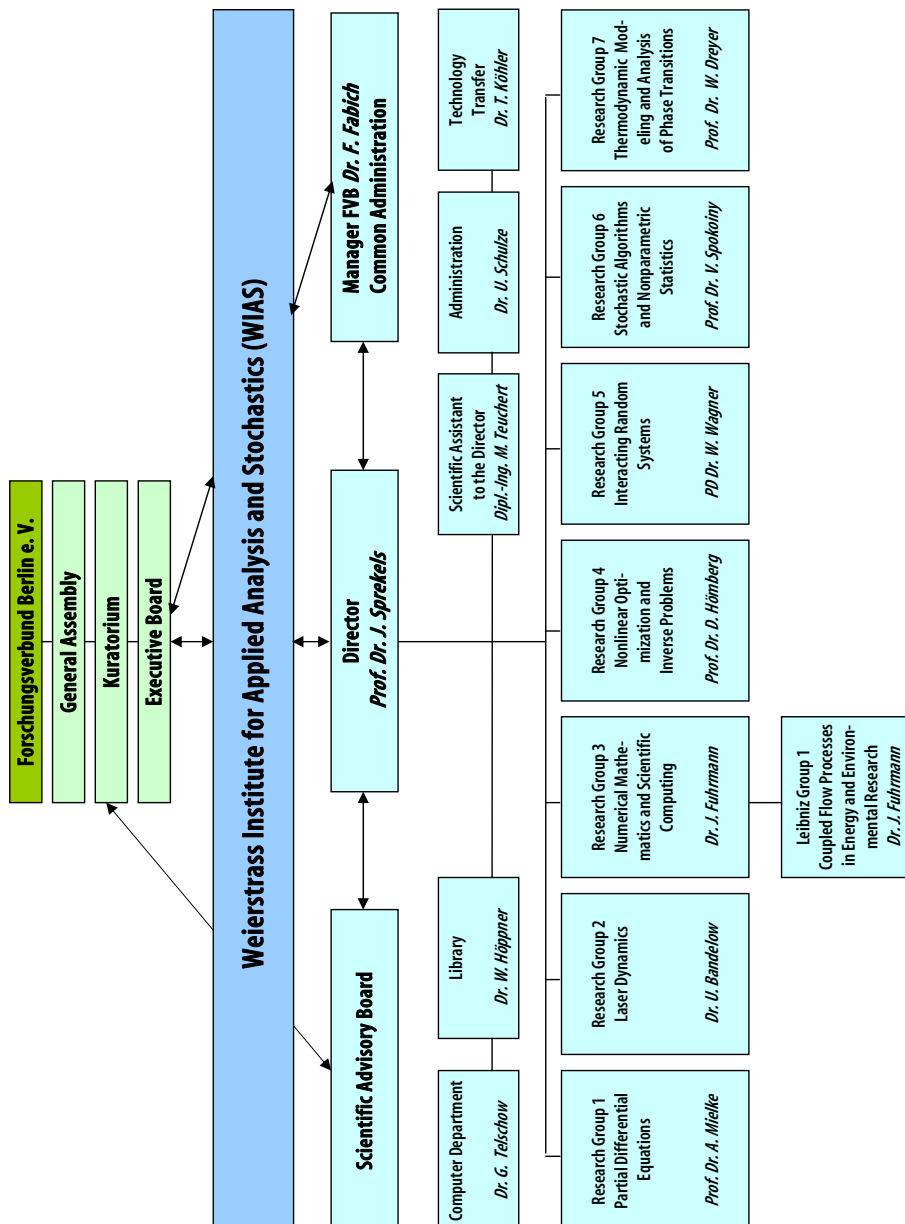 Forschungsverbund Berlin e. V.
General Assembly
Kuratorium
Executive Board
Weierstrass Institute for Applied Analysis and Stochastics (WIAS)
Scientific Advisory Board
Director
Prof. Dr. J. Sprekels
Manager FVB Dr. F. Fabich
Common Administration
Computer Department
Dr. G. Telschow
Library
Dr. W. Höppner
Scientific Assistant
to the Director
Dipl.-Ing. M. Teuchert
Administration
Dr. U. Schulze
Technology
Transfer
Dr. T. Köhler
Research Group 1
Partial Differential
Equations
Prof. Dr. A. Mielke
Research Group 2
Laser Dynamics
Dr. U. Bandelow
Research Group 3
Numerical Mathe-
matics and Scientific
Computing
Dr. J. Fuhrmann
Research Group 4
Nonlinear Opti-
mization and
Inverse Problems
Prof. Dr. D. Hömberg
Research Group 5
Interacting Random
Systems
PD Dr. W. Wagner
Research Group 6
Stochastic Algorithms
and Nonparametric
Statistics
Prof. Dr. V. Spokoiny
Research Group 7
Thermodynamic Mod-
eling and Analysis
of Phase Transitions
Prof. Dr. W. Dreyer
Leibniz Group 1
Coupled Flow Processes
in Energy and Environ-
mental Research
Dr. J. Fuhrmann